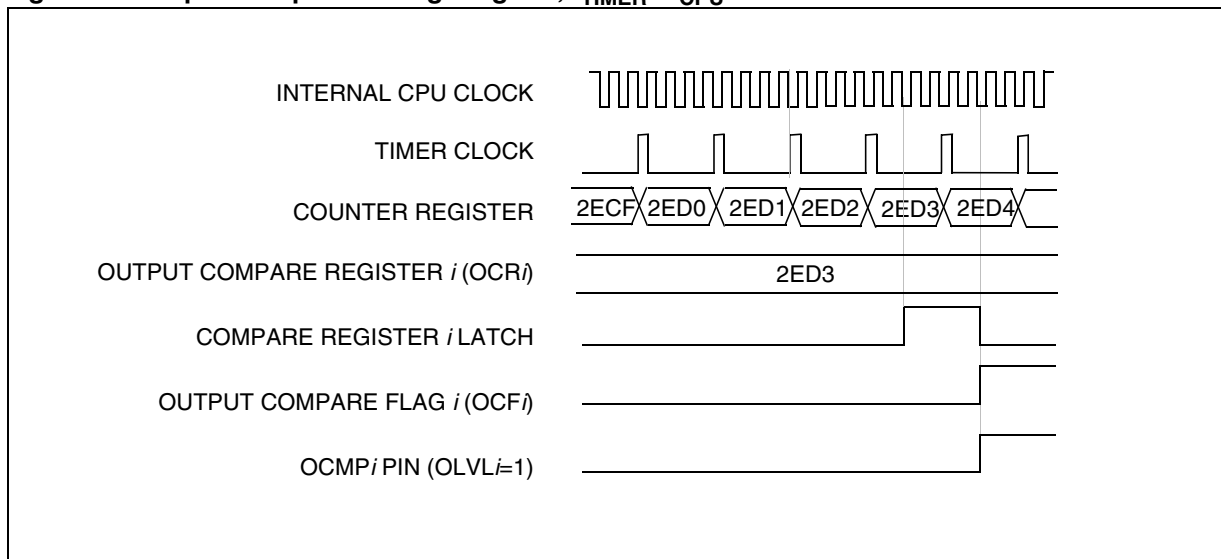 INTERNAL CPU CLOCK
TIMER CLOCK
COUNTER REGISTER
2ECF 2ED0 2ED1 2ED2 2ED3 2ED4
OUTPUT COMPARE REGISTER i (OCRi)
2ED3
COMPARE REGISTER i LATCH
OUTPUT COMPARE FLAG i (OCFi)
OCMPi PIN (OLVLi=1)